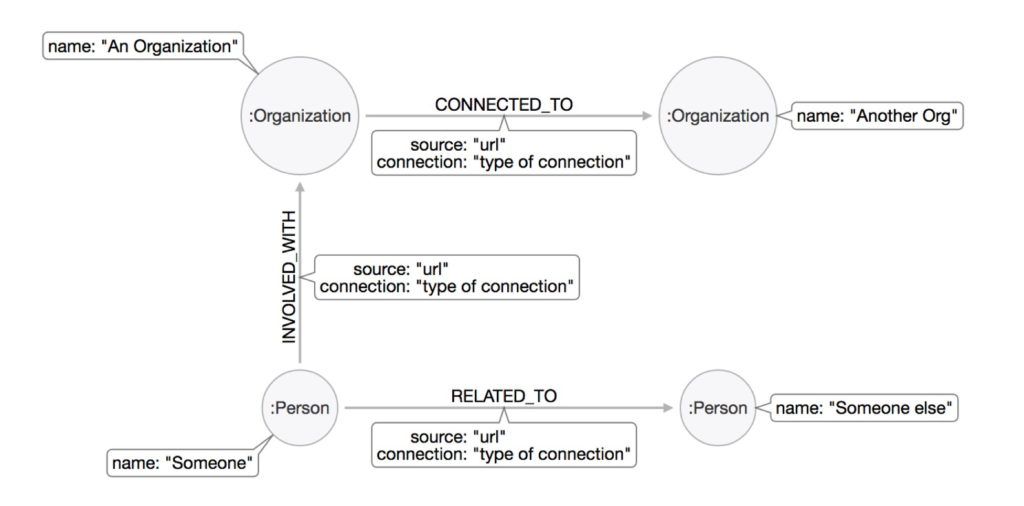 name: "An Organization"
:Organization
CONNECTED_TO
source: "url"
connection: "type of connection"
:Organization
name: "Another Org"
INVOLVED_WITH
source: "url"
connection: "type of connection"
:Person
name: "Someone"
RELATED_TO
source: "url"
connection: "type of connection"
:Person
name: "Someone else"